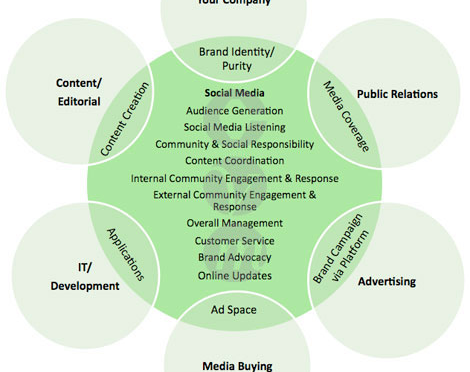 Your Company
Brand Identity/
Purity
Content/
Editorial
Content Creation
Social Media
Audience Generation
Social Media Listening
Community & Social Responsibility
Content Coordination
Internal Community Engagement & Response
External Community Engagement &
Response
Overall Management
Customer Service
Brand Advocacy
Online Updates
Media Coverage
Public Relations
IT/
Development
Applications
Brand Campaign
via Platform
Advertising
Ad Space
Media Buying